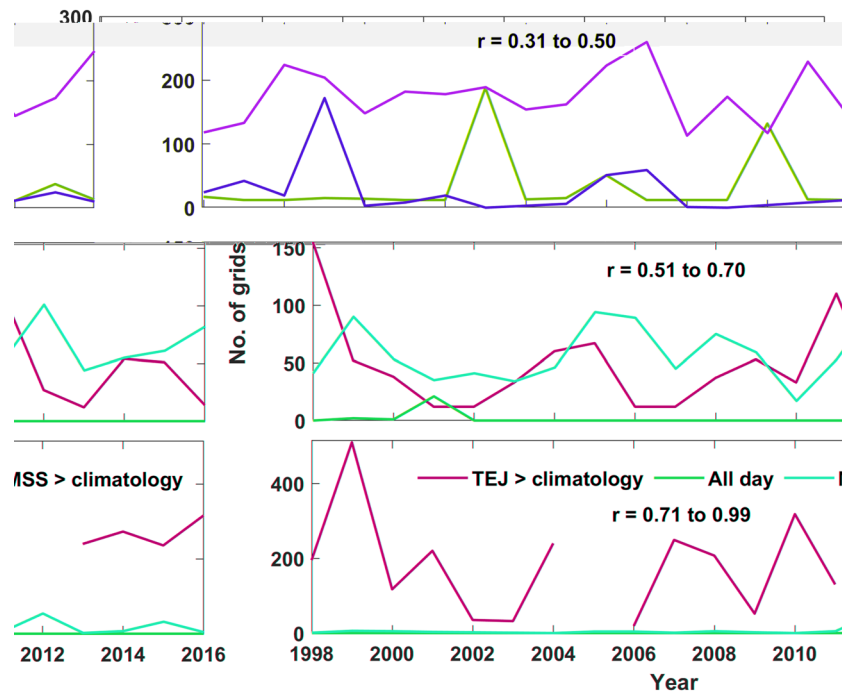 300
r = 0.31 to 0.50
200
100
0
150
No. of grids
r = 0.51 to 0.70
100
50
0
MSS > climatology
400
TEJ > climatology
All day
r = 0.71 to 0.99
200
0
2012 2014 2016
1998 2000 2002 2004 2006 2008 2010
Year